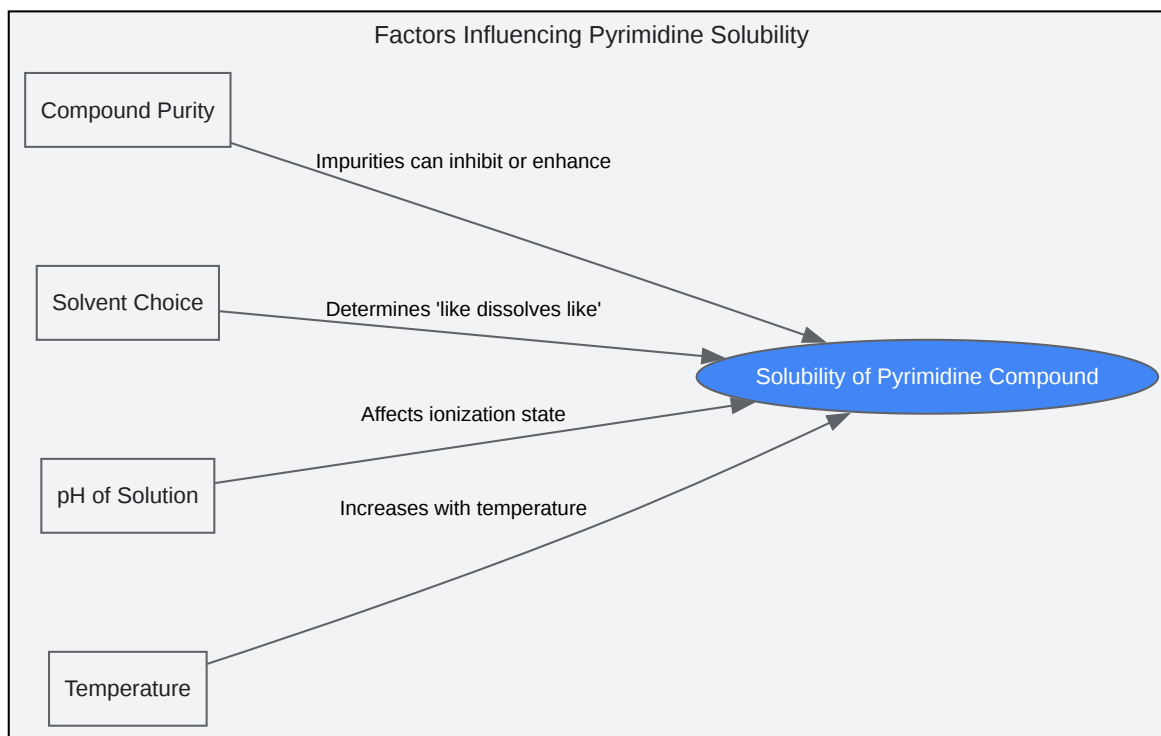 Factors Influencing Pyrimidine Solubility
Compound Purity
Impurities can inhibit or enhance
Solvent Choice
Determines 'like dissolves like'
Solubility of Pyrimidine Compound
Affects ionization state
pH of Solution
Increases with temperature
Temperature